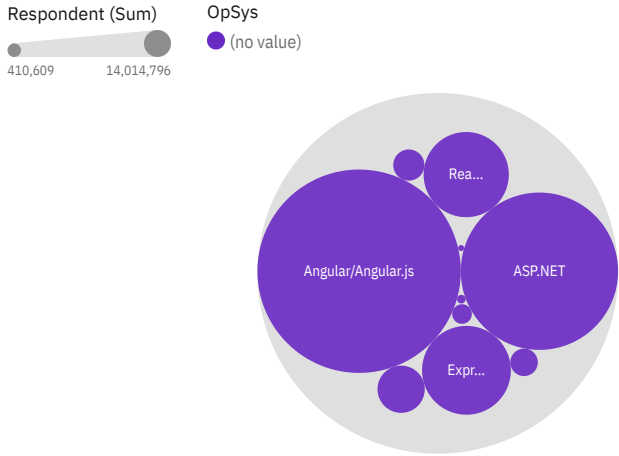 Respondent (Sum)
410,609
14,014,796
OpSys
(no value)
Rea...
Angular/Angular.js
ASP.NET
Expr...